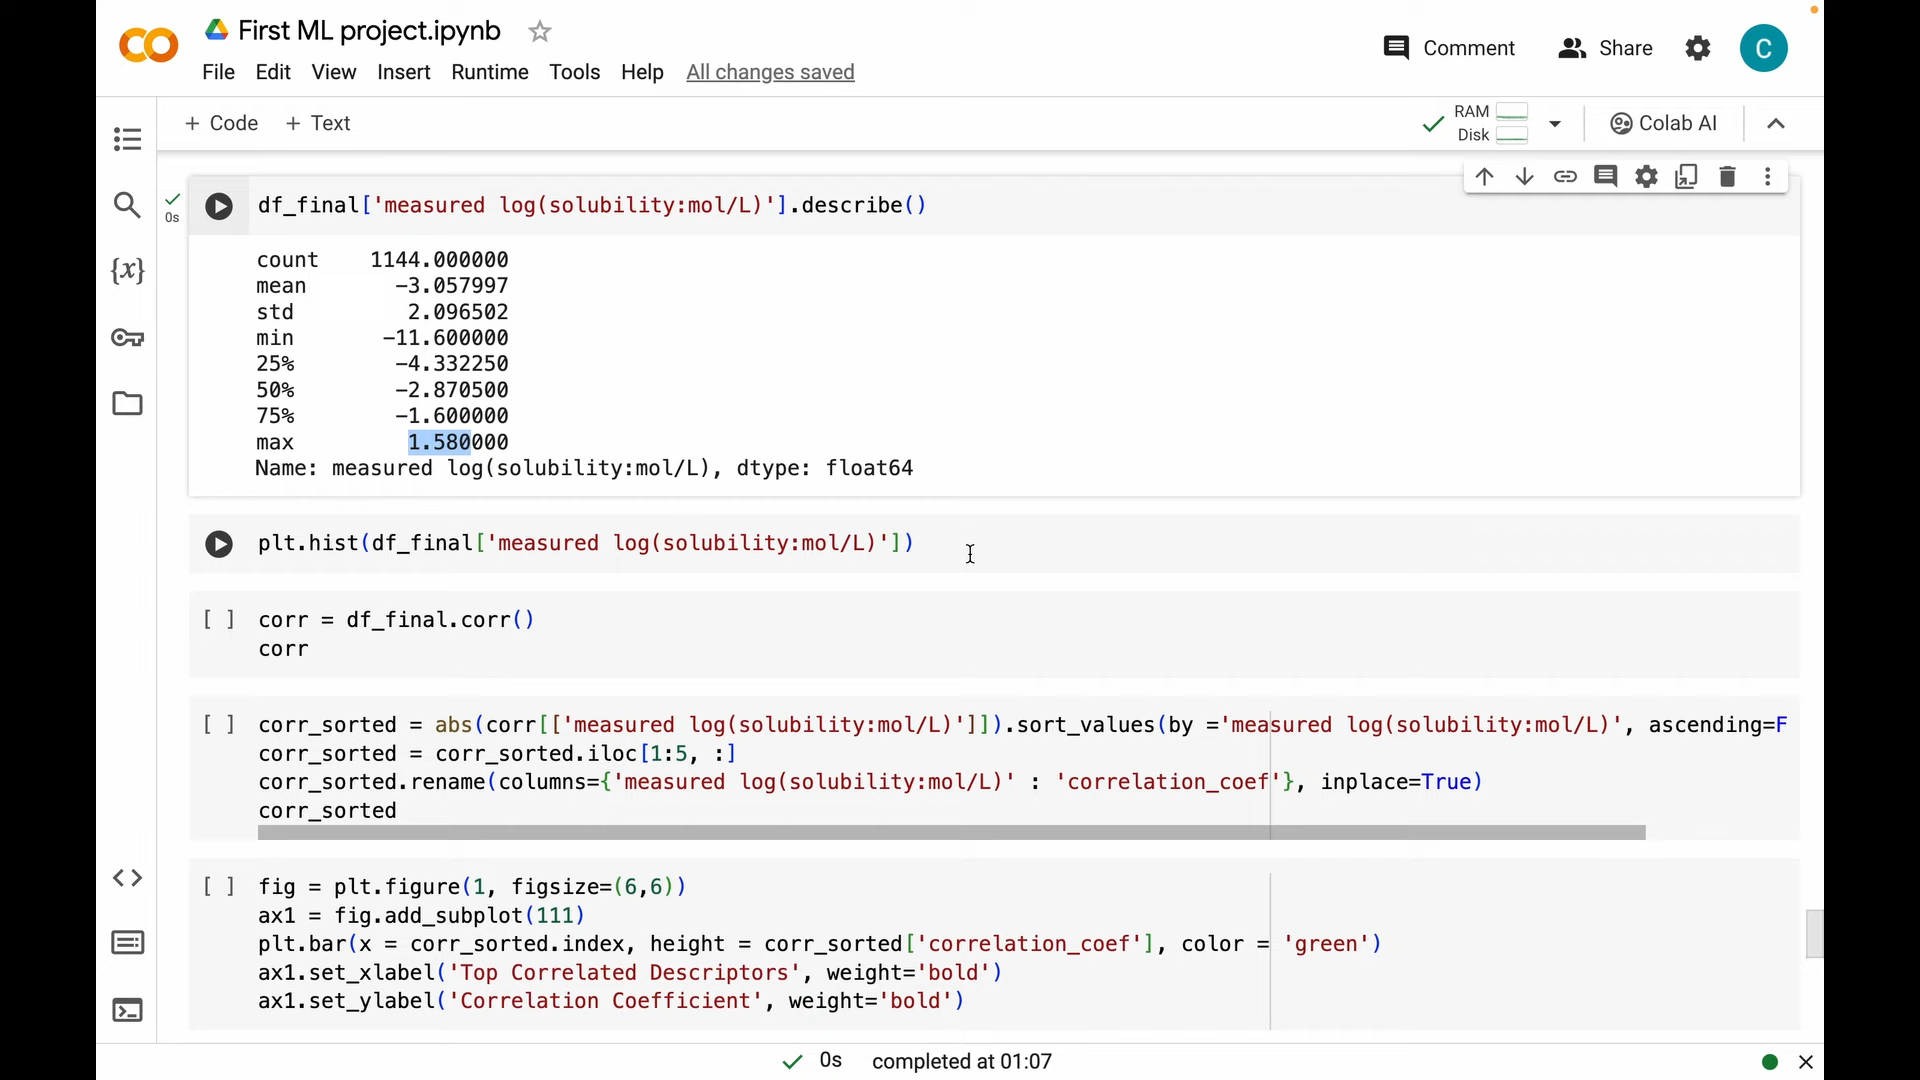 First ML project.ipynb
Comment
Share
C
File Edit View Insert Runtime Tools Help All changes saved
+ Code + Text
RAM
Disk
Colab AI
{x}
0s
df_final['measured log(solubility:mol/L)'].describe()
count 1144.000000
mean -3.057997
std 2.096502
min -11.600000
25% -4.332250
50% -2.870500
75% -1.600000
max 1.580000
Name: measured log(solubility:mol/L), dtype: float64
plt.hist(df_final['measured log(solubility:mol/L)'])
[ ] corr = df_final.corr()
corr
[ ] corr_sorted = abs(corr[['measured log(solubility:mol/L)']]).sort_values(by ='measured log(solubility:mol/L)', ascending=F
corr_sorted = corr_sorted.iloc[1:5, :]
corr_sorted.rename(columns={'measured log(solubility:mol/L)' : 'correlation_coef'}, inplace=True)
corr_sorted
[ ] fig = plt.figure(1, figsize=(6,6))
ax1 = fig.add_subplot(111)
plt.bar(x = corr_sorted.index, height = corr_sorted['correlation_coef'], color = 'green')
ax1.set_xlabel('Top Correlated Descriptors', weight='bold')
ax1.set_ylabel('Correlation Coefficient', weight='bold')
0s completed at 01:07